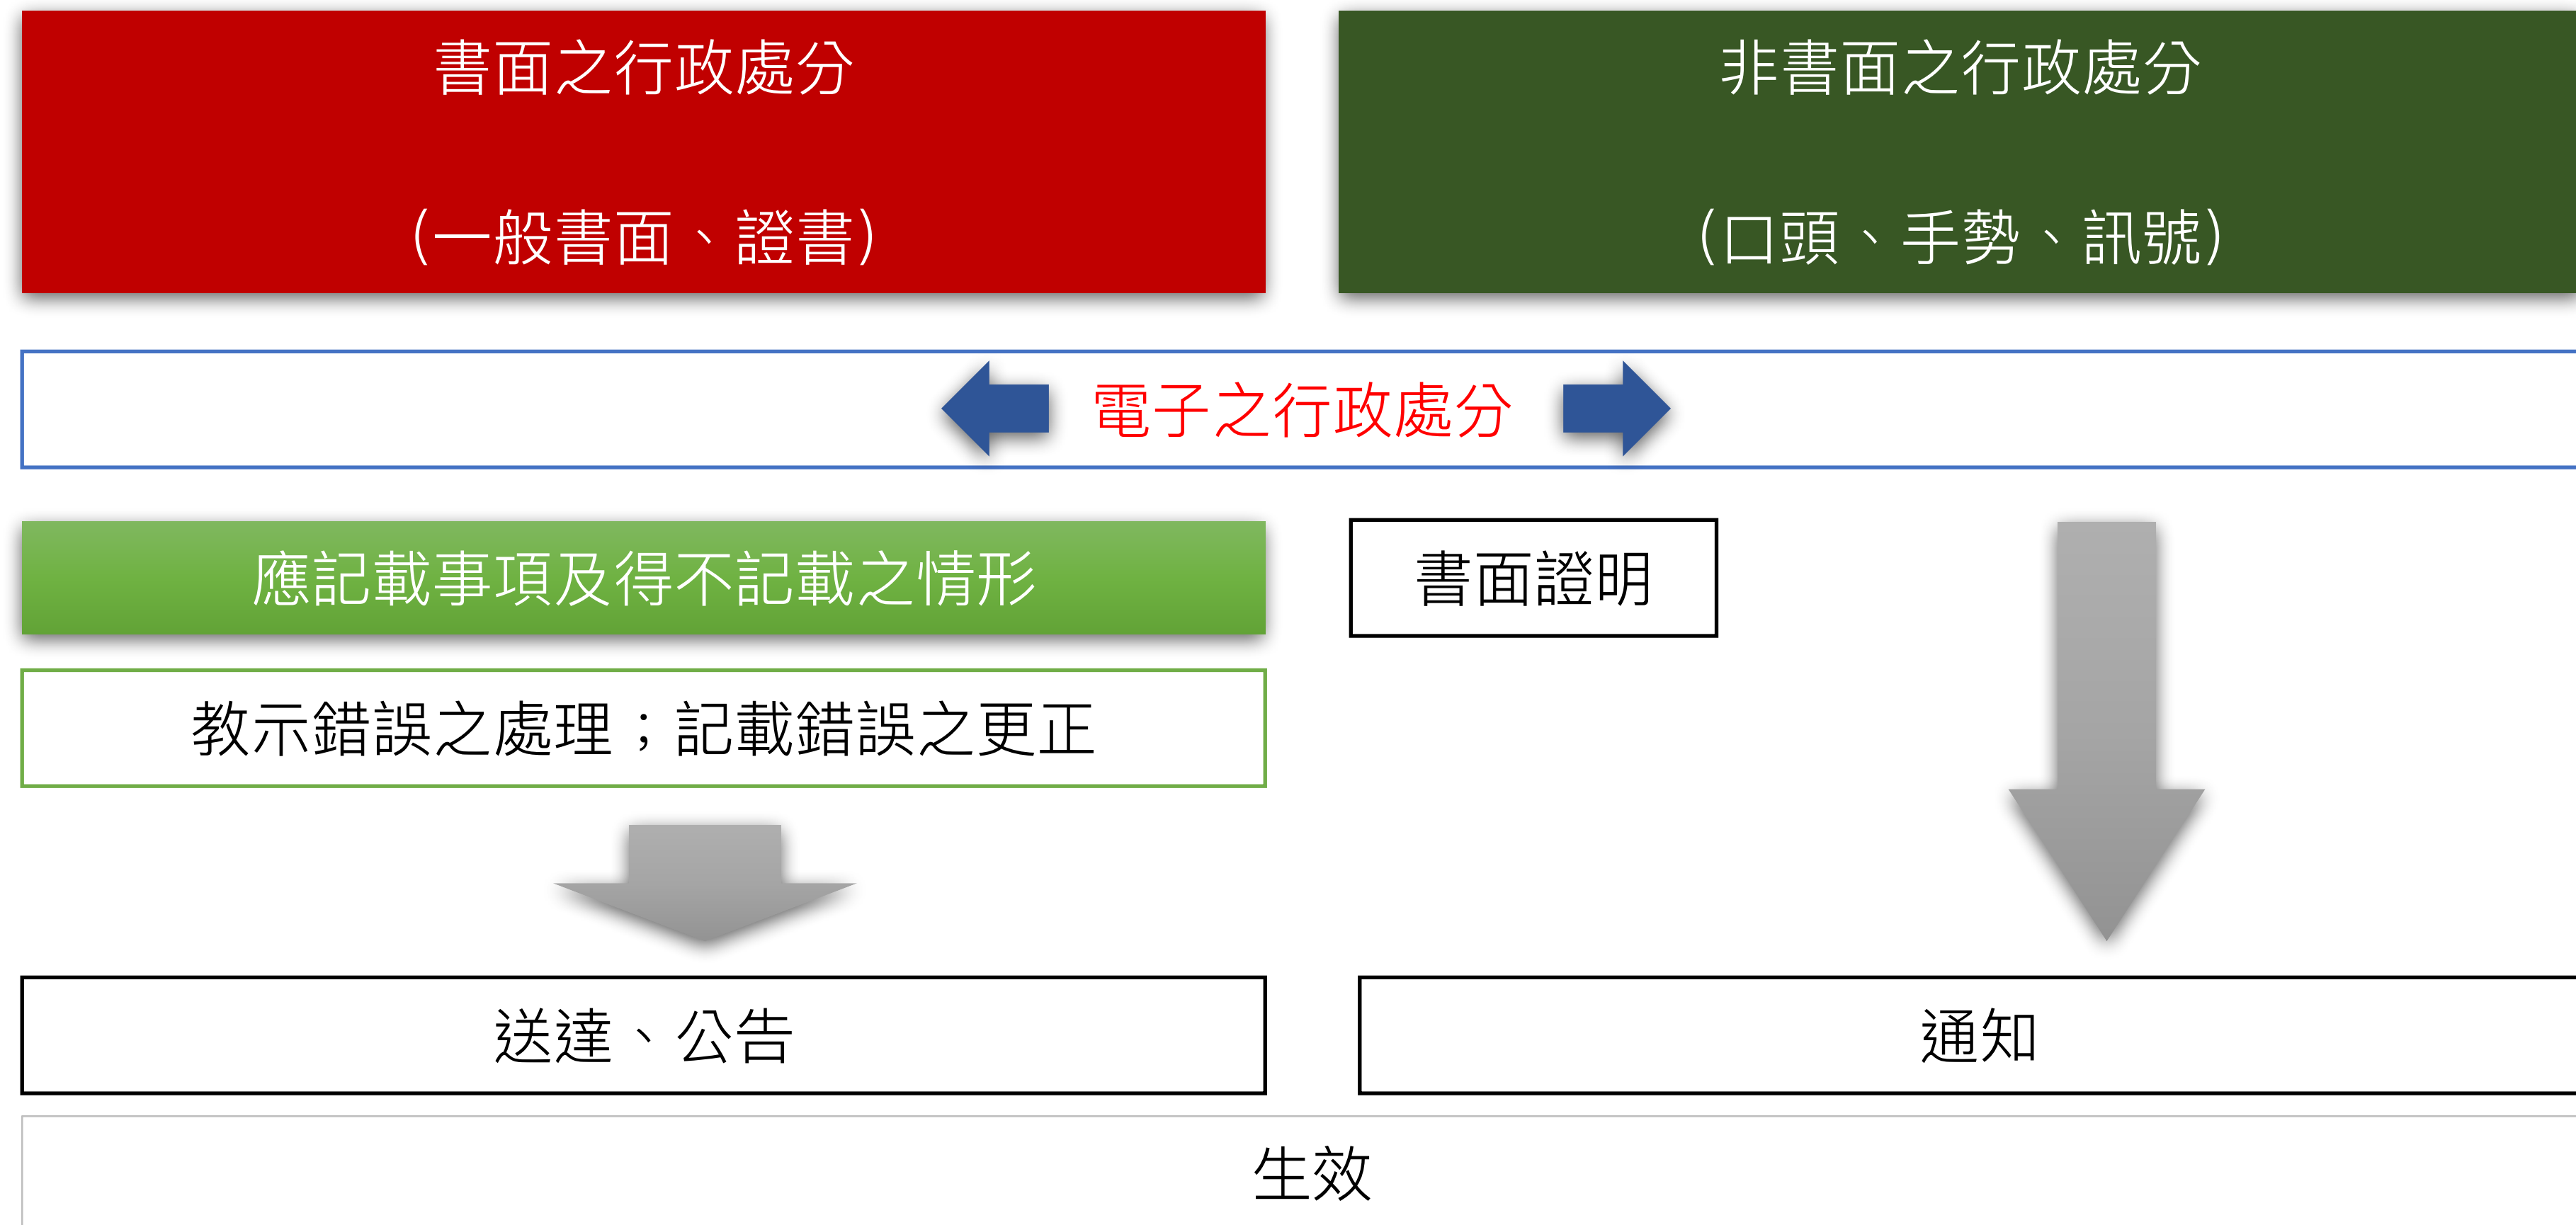 書面之行政處分
(一般書面、證書)
非書面之行政處分
(口頭、手勢、訊號)
電子之行政處分
應記載事項及得不記載之情形
書面證明
教示錯誤之處理；記載錯誤之更正
送達、公告
通知
生效